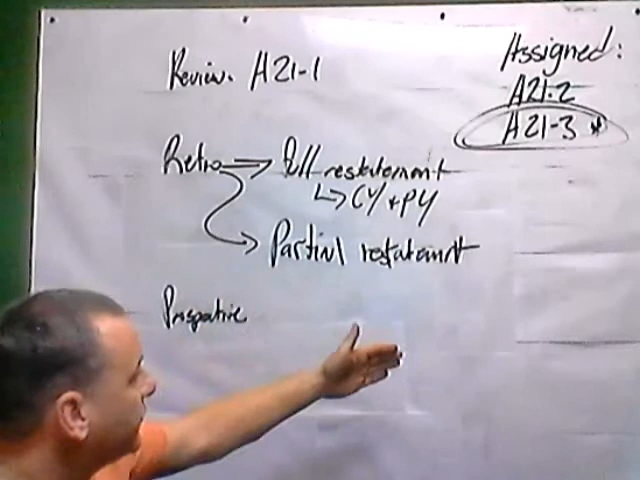 Review. A21-1
Assigned:
A21-2
A21-3 *
Retro ⇒ Full restatement
↳ CY + PY
→ Partial restatement
Prospective